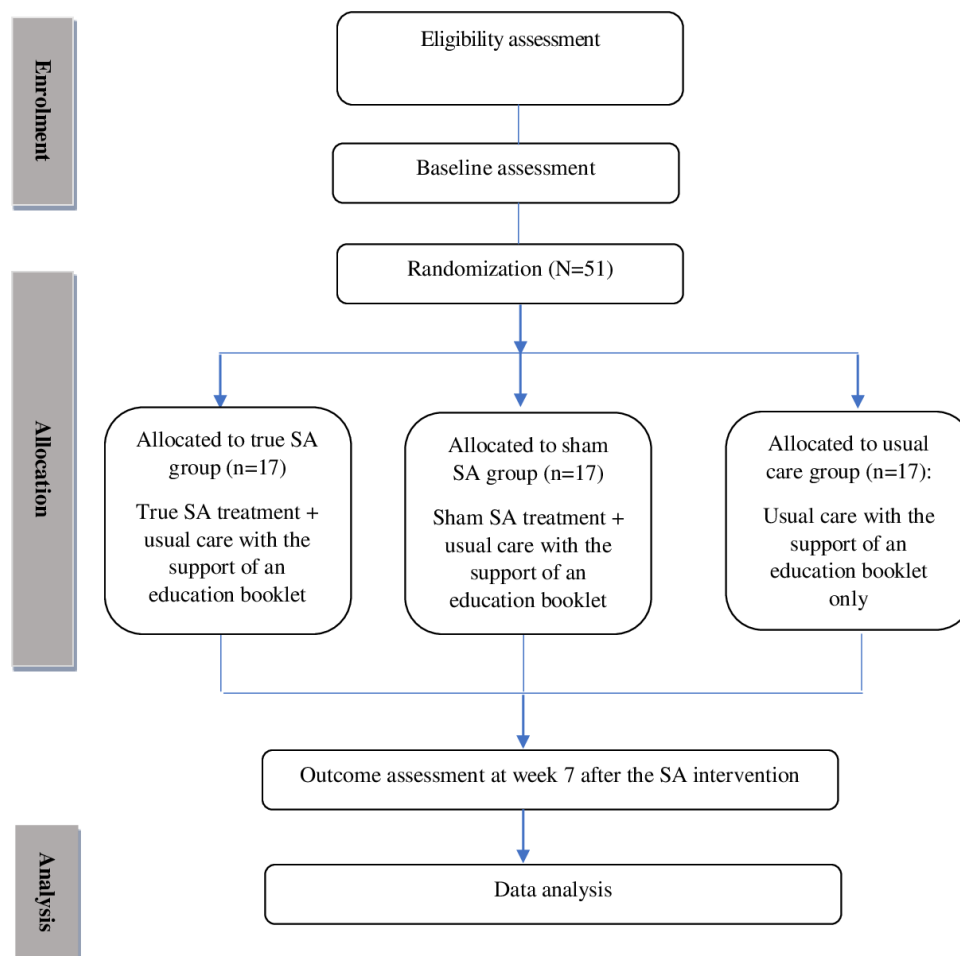 Enrolment
Eligibility assessment
Baseline assessment
Allocation
Randomization (N=51)
Allocated to true SA
group (n=17)
True SA treatment +
usual care with the
support of an
education booklet
Allocated to sham
SA group (n=17)
Sham SA treatment +
usual care with the
support of an
education booklet
Allocated to usual
care group (n=17):
Usual care with the
support of an
education booklet
only
Outcome assessment at week 7 after the SA intervention
Analysis
Data analysis